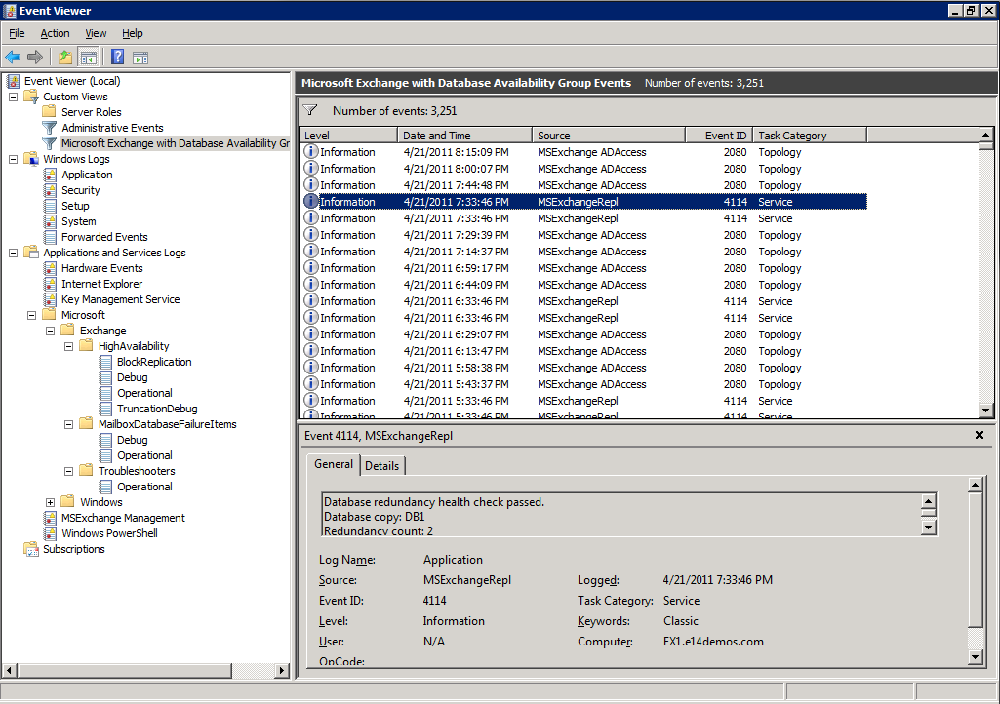 Event Viewer
File Action View Help
Event Viewer (Local)
Custom Views
Server Roles
Administrative Events
Microsoft Exchange with Database Availability Gr
Windows Logs
Application
Security
Setup
System
Forwarded Events
Applications and Services Logs
Hardware Events
Internet Explorer
Key Management Service
Microsoft
Exchange
HighAvailability
BlockReplication
Debug
Operational
TruncationDebug
MailboxDatabaseFailureItems
Debug
Operational
Troubleshooters
Operational
Windows
MSExchange Management
Windows PowerShell
Subscriptions
Microsoft Exchange with Database Availability Group Events Number of events: 3,251
Number of events: 3,251
Level Date and Time Source Event ID Task Category
Information 4/21/2011 8:15:09 PM MSExchange ADAccess 2080 Topology
Information 4/21/2011 8:00:07 PM MSExchange ADAccess 2080 Topology
Information 4/21/2011 7:44:48 PM MSExchange ADAccess 2080 Topology
Information 4/21/2011 7:33:46 PM MSExchangeRepl 4114 Service
Information 4/21/2011 7:33:46 PM MSExchangeRepl 4114 Service
Information 4/21/2011 7:29:39 PM MSExchange ADAccess 2080 Topology
Information 4/21/2011 7:14:37 PM MSExchange ADAccess 2080 Topology
Information 4/21/2011 6:59:17 PM MSExchange ADAccess 2080 Topology
Information 4/21/2011 6:44:09 PM MSExchange ADAccess 2080 Topology
Information 4/21/2011 6:33:46 PM MSExchangeRepl 4114 Service
Information 4/21/2011 6:33:46 PM MSExchangeRepl 4114 Service
Information 4/21/2011 6:29:07 PM MSExchange ADAccess 2080 Topology
Information 4/21/2011 6:13:47 PM MSExchange ADAccess 2080 Topology
Information 4/21/2011 5:58:38 PM MSExchange ADAccess 2080 Topology
Information 4/21/2011 5:43:37 PM MSExchange ADAccess 2080 Topology
Information 4/21/2011 5:33:46 PM MSExchangeRepl 4114 Service
Information 4/21/2011 5:33:46 PM MSExchangeRepl 4114 Service
Event 4114, MSExchangeRepl
General Details
Database redundancy health check passed.
Database copy: DB1
Redundancy count: 2
Log Name: Application
Source: MSExchangeRepl Logged: 4/21/2011 7:33:46 PM
Event ID: 4114 Task Category: Service
Level: Information Keywords: Classic
User: N/A Computer: EX1.e14demos.com
OpCode: